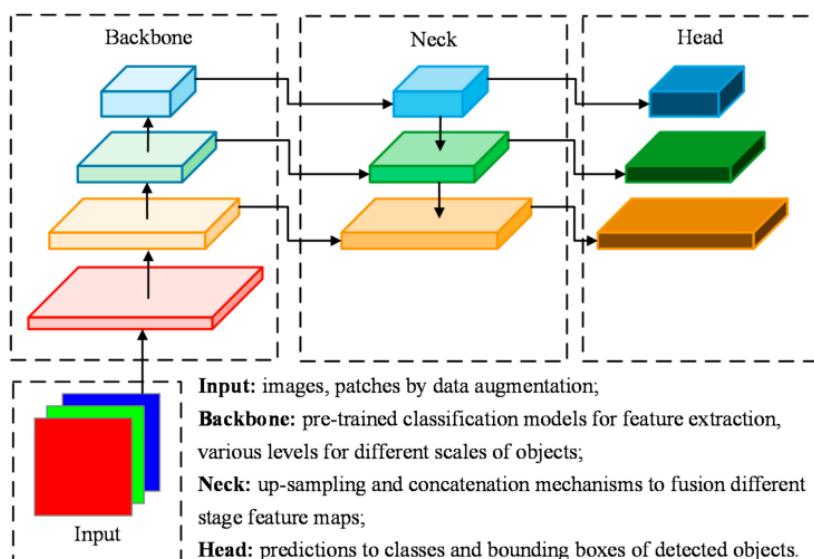 Backbone
Neck
Head
Input
Input: images, patches by data augmentation;
Backbone: pre-trained classification models for feature extraction,
various levels for different scales of objects;
Neck: up-sampling and concatenation mechanisms to fusion different
stage feature maps;
Head: predictions to classes and bounding boxes of detected objects.